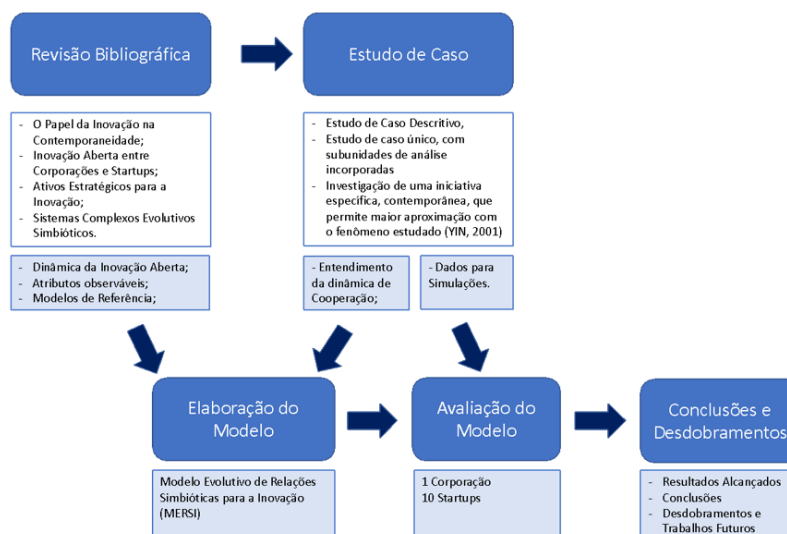 Revisão Bibliográfica
- O Papel da Inovação na
Contemporaneidade;
- Inovação Aberta entre
Corporações e Startups;
- Ativos Estratégicos para a
Inovação;
- Sistemas Complexos Evolutivos
Simbióticos.
- Dinâmica da Inovação Aberta;
- Atributos observáveis;
- Modelos de Referência;
Estudo de Caso
- Estudo de Caso Descritivo,
- Estudo de caso único, com
subunidades de análise
incorporadas
- Investigação de uma iniciativa
específica, contemporânea, que
permite maior aproximação com
o fenômeno estudado (YIN, 2001)
- Entendimento
da dinâmica de
Cooperação;
- Dados para
Simulações.
Elaboração do
Modelo
Modelo Evolutivo de Relações
Simbióticas para a Inovação
(MERSI)
Avaliação do
Modelo
1 Corporação
10 Startups
Conclusões e
Desdobramentos
- Resultados Alcançados
- Conclusões
- Desdobramentos e
Trabalhos Futuros